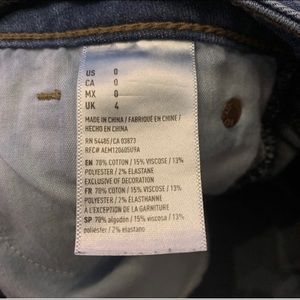 US 0
CA 0
MX 0
UK 4
MADE IN CHINA / FABRIQUÉ EN CHINE /
HECHO EN CHINA
RN 54485/CA 03873
RFC# AEM120605U9A
EN 70% COTTON / 15% VISCOSE / 13%
POLYESTER / 2% ELASTANE
EXCLUSIVE OF DECORATION
FR 70% COTON / 15% VISCOSE / 13%
POLYESTER / 2% ÉLASTHANNE
À L'EXCEPTION DE LA GARNITURE
SP 70% algodón / 15% viscosa / 13%
poliéster / 2% elastano